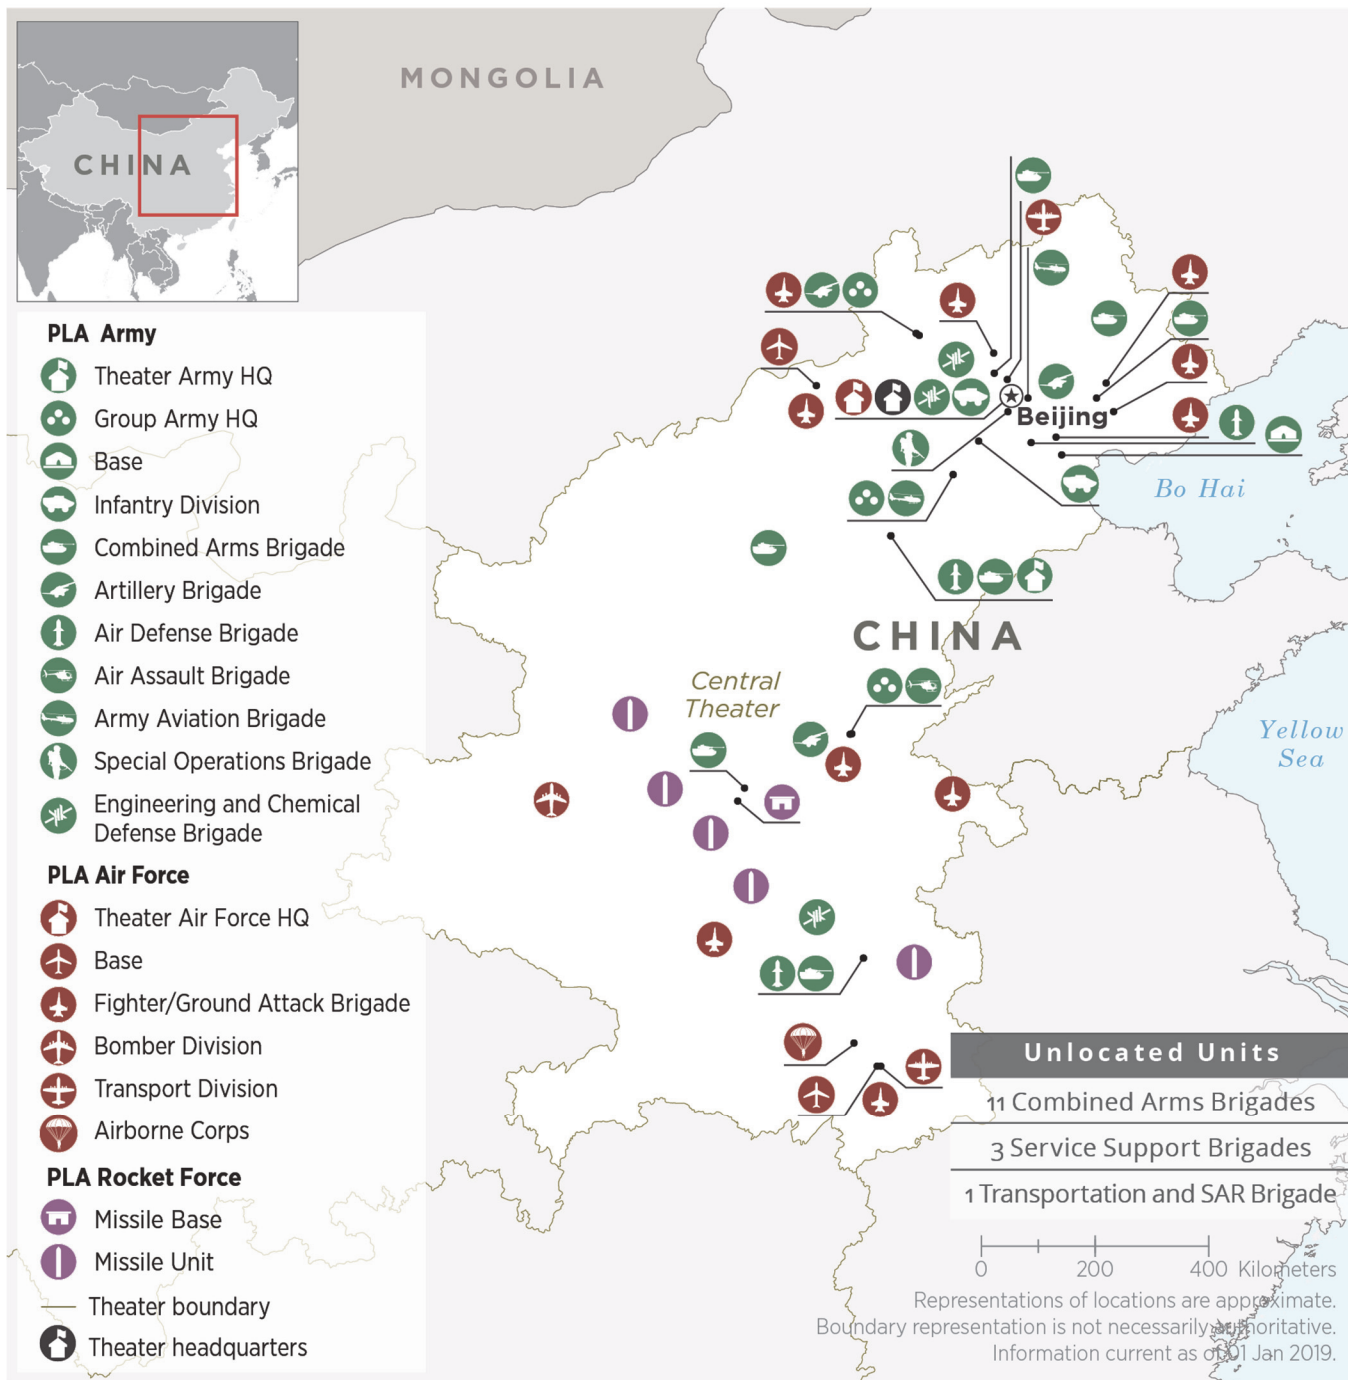 MONGOLIA
CHINA
PLA Army
Theater Army HQ
Group Army HQ
Base
Infantry Division
Combined Arms Brigade
Artillery Brigade
Air Defense Brigade
Air Assault Brigade
Army Aviation Brigade
Special Operations Brigade
Engineering and Chemical
Defense Brigade
PLA Air Force
Theater Air Force HQ
Base
Fighter/Ground Attack Brigade
Bomber Division
Transport Division
Airborne Corps
PLA Rocket Force
Missile Base
Missile Unit
Theater boundary
Theater headquarters
Beijing
Bo Hai
CHINA
Central
Theater
Yellow
Sea
Unlocated Units
11 Combined Arms Brigades
3 Service Support Brigades
1 Transportation and SAR Brigade
0 200 400 Kilometers
Representations of locations are approximate.
Boundary representation is not necessarily authoritative.
Information current as of 01 Jan 2019.